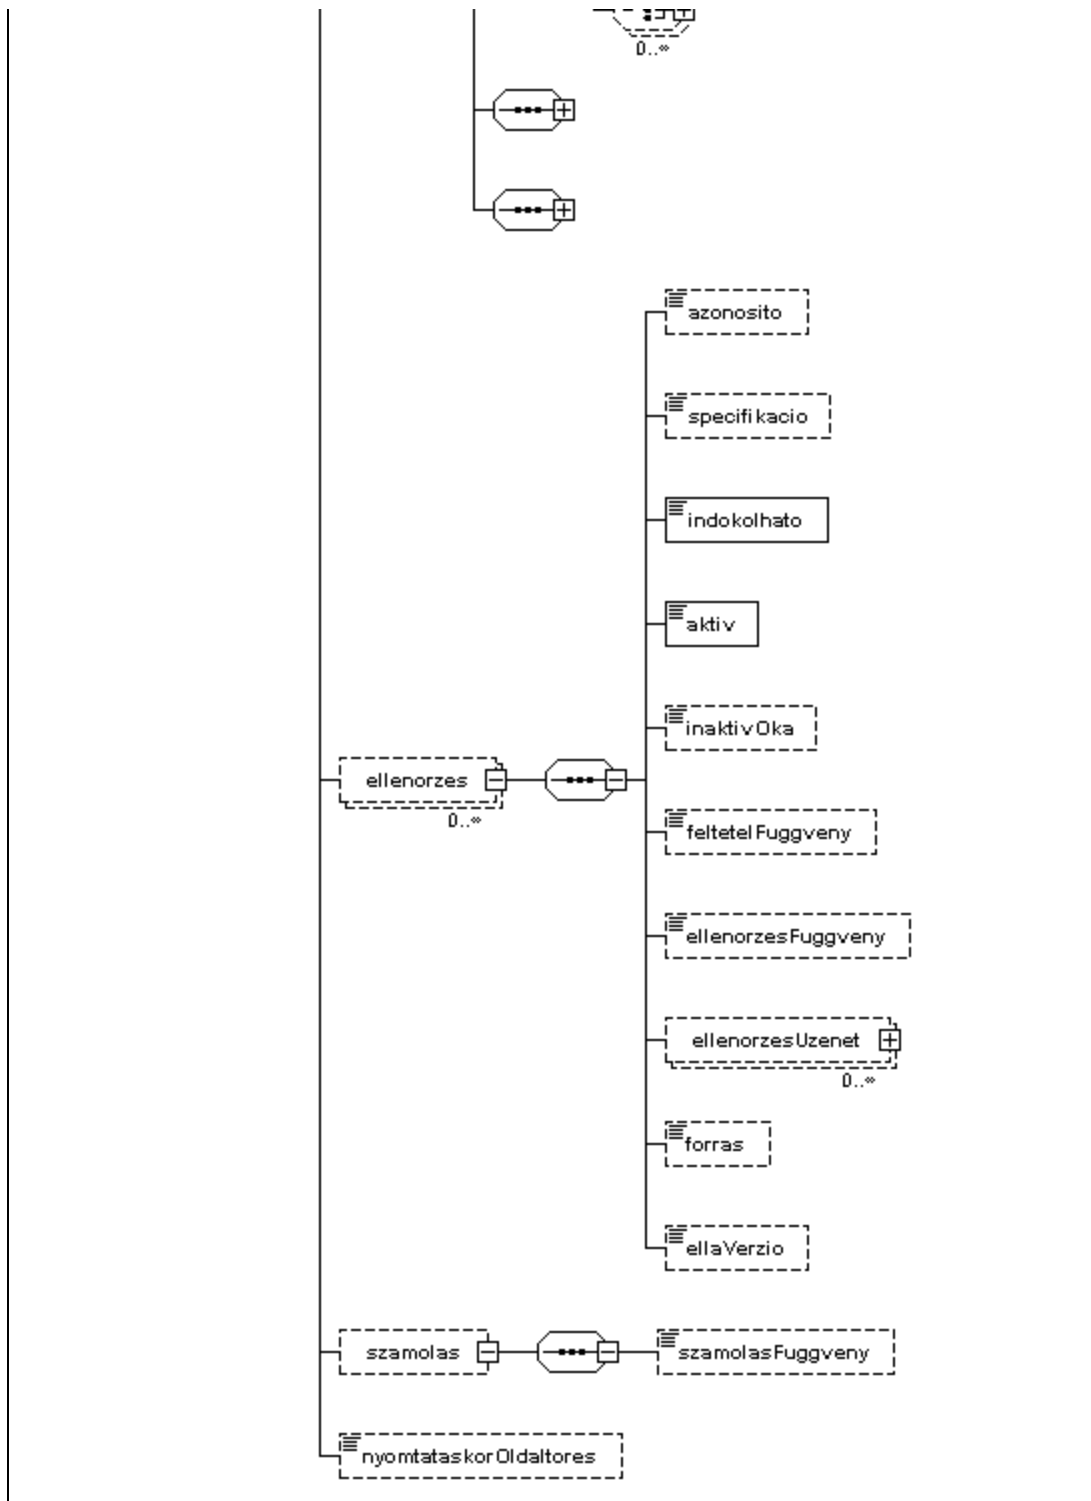 0..∞
azonosito
specifikacio
indokolhato
aktiv
inaktivOka
ellenorzes
0..∞
feltetelFuggveny
ellenorzesFuggveny
ellenorzesUzenet
0..∞
forras
ellaVerzio
szamolas
szamolasFuggveny
nyomtataskorOldaltores